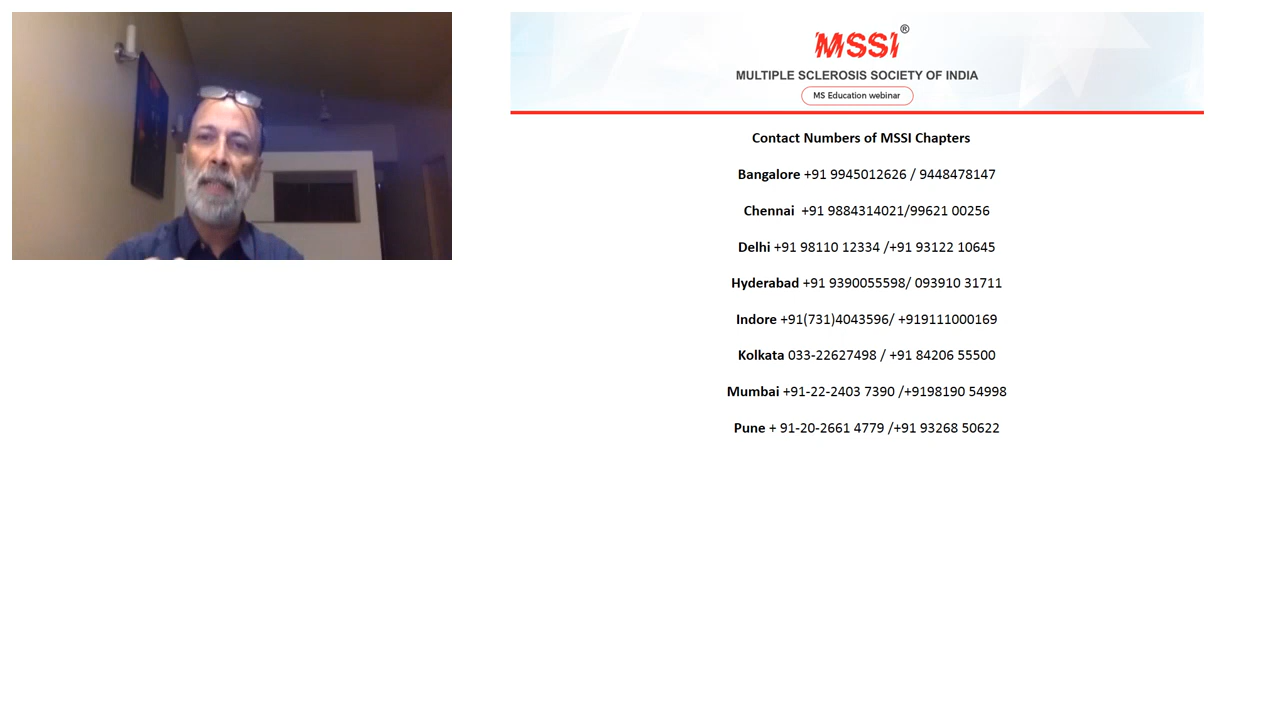 MSSI®
MULTIPLE SCLEROSIS SOCIETY OF INDIA
MS Education webinar
Contact Numbers of MSSI Chapters
Bangalore +91 9945012626 / 9448478147
Chennai  +91 9884314021/99621 00256
Delhi +91 98110 12334 /+91 93122 10645
Hyderabad +91 9390055598/ 093910 31711
Indore +91(731)4043596/ +919111000169
Kolkata 033-22627498 / +91 84206 55500
Mumbai +91-22-2403 7390 /+9198190 54998
Pune + 91-20-2661 4779 /+91 93268 50622